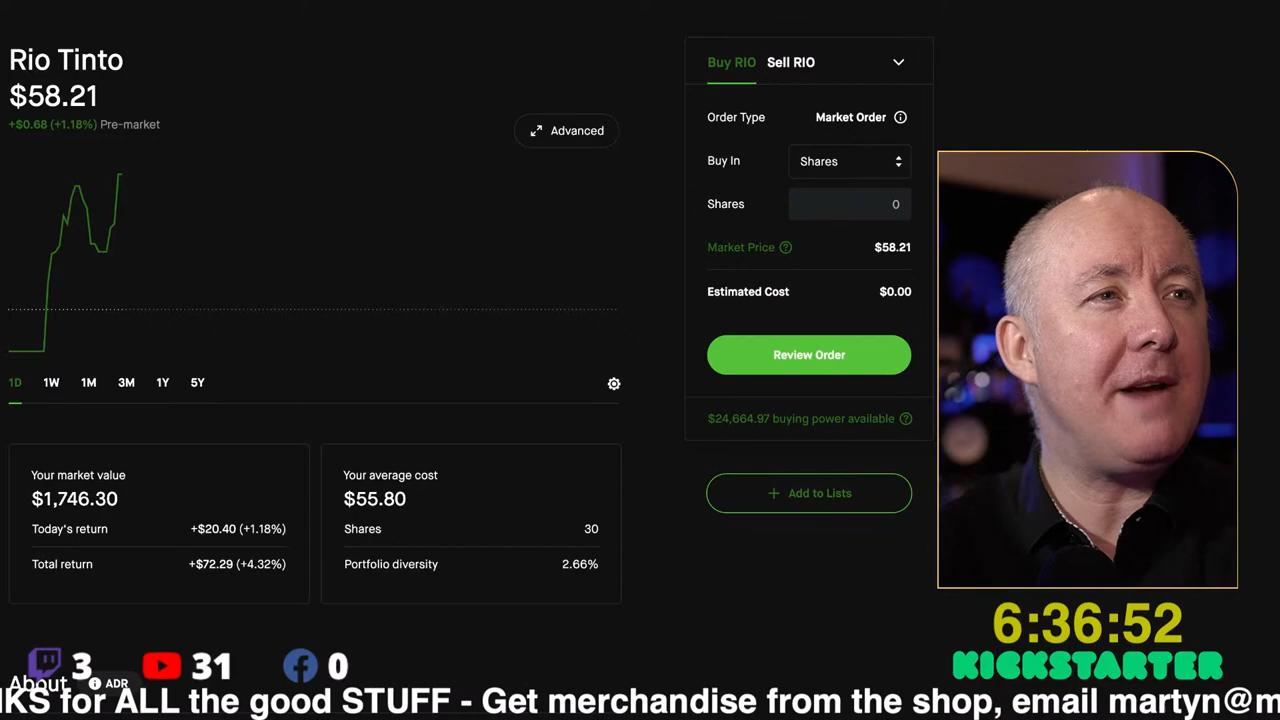 Rio Tinto
$58.21
+$0.68 (+1.18%) Pre-market
Advanced
1D 1W 1M 3M 1Y 5Y
Your market value
$1,746.30
Today's return +$20.40 (+1.18%)
Total return +$72.29 (+4.32%)
Your average cost
$55.80
Shares 30
Portfolio diversity 2.66%
Buy RIO Sell RIO
Order Type Market Order
Buy In Shares
Shares 0
Market Price $58.21
Estimated Cost $0.00
Review Order
$24,664.97 buying power available
+ Add to Lists
6:36:52
KICKSTARTER
3 31 0
About ADR
NKS for ALL the good STUFF - Get merchandise from the shop, email martyn@m